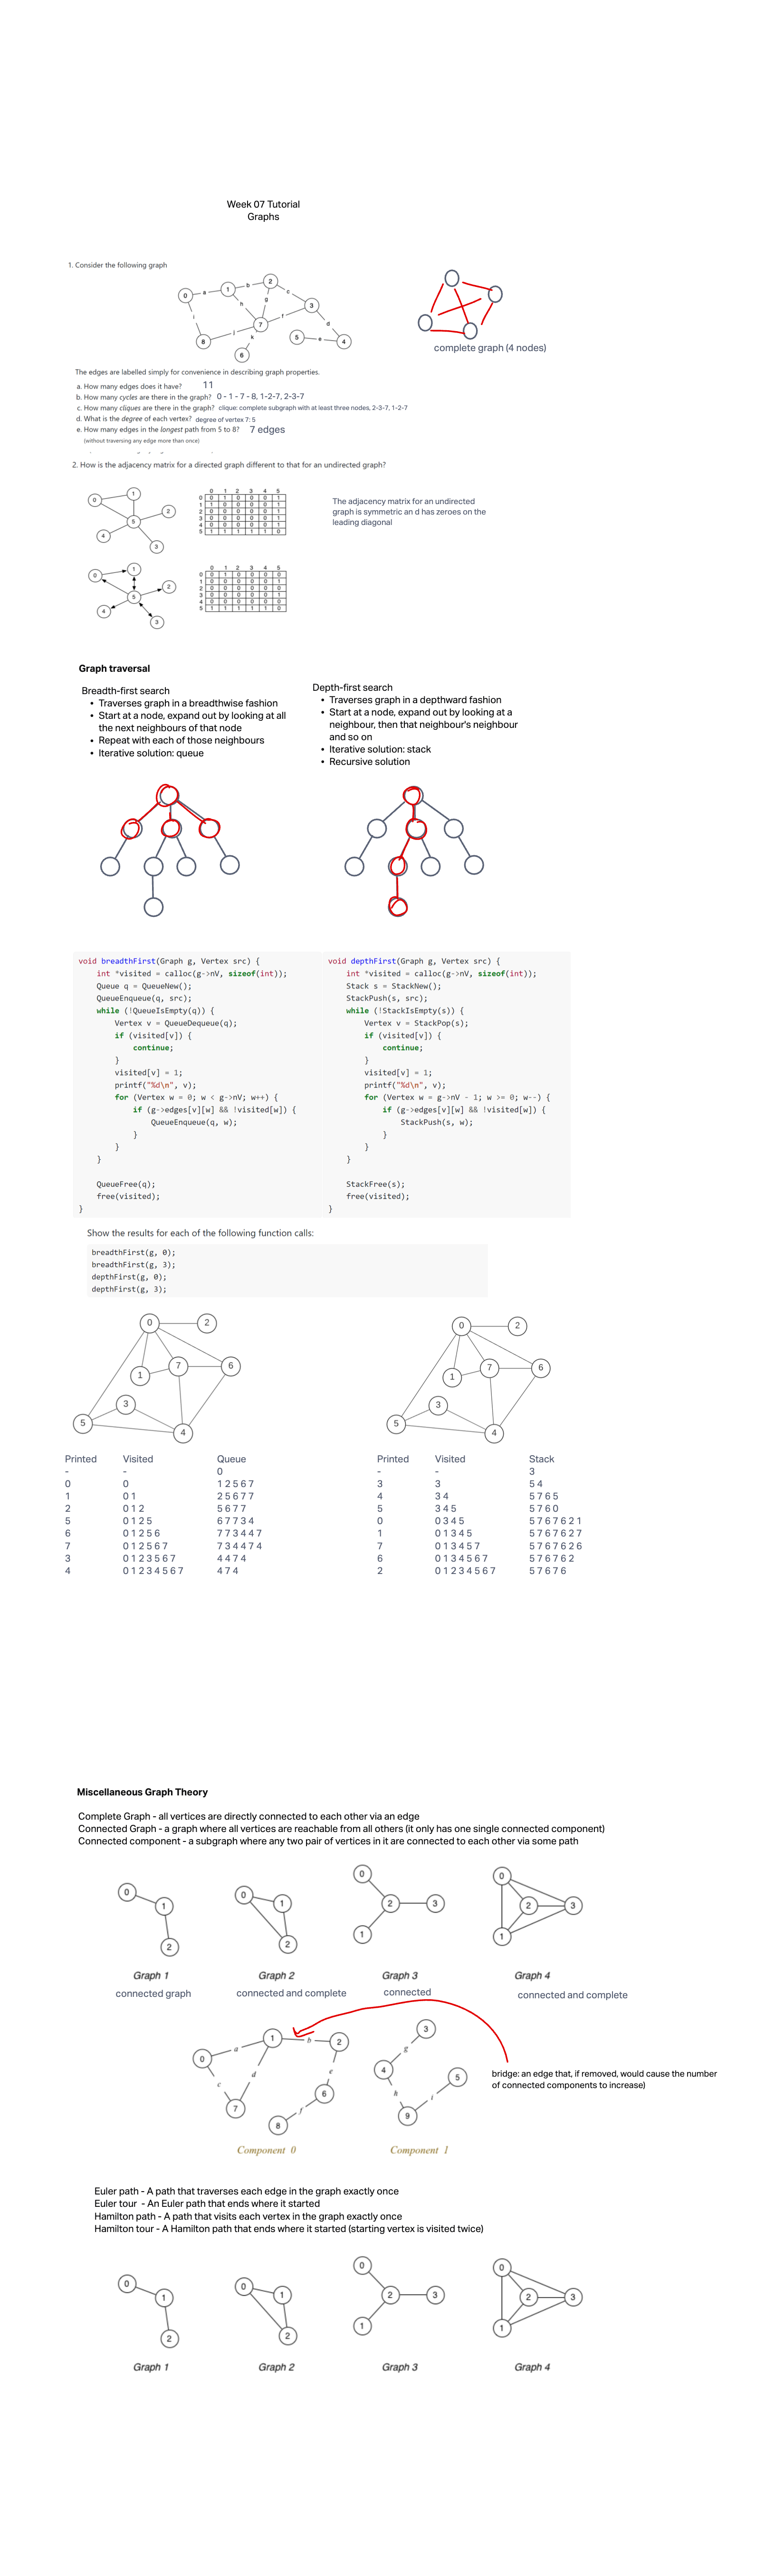 Week 07 Tutorial
Graphs
1. Consider the following graph
0
a
1
b
2
c
3
d
4
e
5
f
g
h
i
j
k
6
7
8
complete graph (4 nodes)
The edges are labelled simply for convenience in describing graph properties.
a. How many edges does it have? 11
b. How many cycles are there in the graph? 0 - 1 - 7 - 8, 1-2-7, 2-3-7
c. How many cliques are there in the graph? clique: complete subgraph with at least three nodes, 2-3-7, 1-2-7
d. What is the degree of each vertex? degree of vertex 7: 5
e. How many edges in the longest path from 5 to 8? 7 edges
(without traversing any edge more than once)
2. How is the adjacency matrix for a directed graph different to that for an undirected graph?
0 1 2 3 4 5
0 0 1 0 0 0 1
1 1 0 0 0 0 1
2 0 0 0 0 0 1
3 0 0 0 0 0 1
4 0 0 0 0 0 1
5 1 1 1 1 1 0
The adjacency matrix for an undirected
graph is symmetric an d has zeroes on the
leading diagonal
0 1 2 3 4 5
0 0 1 0 0 0 0
1 0 0 0 0 0 1
2 0 0 0 0 0 0
3 0 0 0 0 0 1
4 0 0 0 0 0 0
5 1 1 1 1 1 0
Graph traversal
Breadth-first search
• Traverses graph in a breadthwise fashion
• Start at a node, expand out by looking at all
the next neighbours of that node
• Repeat with each of those neighbours
• Iterative solution: queue
Depth-first search
• Traverses graph in a depthward fashion
• Start at a node, expand out by looking at a
neighbour, then that neighbour's neighbour
and so on
• Iterative solution: stack
• Recursive solution
void breadthFirst(Graph g, Vertex src) {
int *visited = calloc(g->nV, sizeof(int));
Queue q = QueueNew();
QueueEnqueue(q, src);
while (!QueueIsEmpty(q)) {
Vertex v = QueueDequeue(q);
if (visited[v]) {
continue;
}
visited[v] = 1;
printf("%d\n", v);
for (Vertex w = 0; w < g->nV; w++) {
if (g->edges[v][w] && !visited[w]) {
QueueEnqueue(q, w);
}
}
}
QueueFree(q);
free(visited);
}
void depthFirst(Graph g, Vertex src) {
int *visited = calloc(g->nV, sizeof(int));
Stack s = StackNew();
StackPush(s, src);
while (!StackIsEmpty(s)) {
Vertex v = StackPop(s);
if (visited[v]) {
continue;
}
visited[v] = 1;
printf("%d\n", v);
for (Vertex w = g->nV - 1; w >= 0; w--) {
if (g->edges[v][w] && !visited[w]) {
StackPush(s, w);
}
}
}
StackFree(s);
free(visited);
}
Show the results for each of the following function calls:
breadthFirst(g, 0);
breadthFirst(g, 3);
depthFirst(g, 0);
depthFirst(g, 3);
0 2
1 7 6
3
5 4
0 2
1 7 6
3
5 4
Printed Visited Queue
- - 0
0 0 1 2 5 6 7
1 0 1 2 5 6 7 7
2 0 1 2 5 6 7 7
5 0 1 2 5 6 7 7 3 4
6 0 1 2 5 6 7 7 3 4 4 7
7 0 1 2 5 6 7 7 3 4 4 7 4
3 0 1 2 3 5 6 7 4 4 7 4
4 0 1 2 3 4 5 6 7 4 7 4
Printed Visited Stack
- - 3
3 3 5 4
4 3 4 5 7 6 5
5 3 4 5 5 7 6 0
0 0 3 4 5 5 7 6 7 6 2 1
1 0 1 3 4 5 5 7 6 7 6 2 7
7 0 1 3 4 5 7 5 7 6 7 6 2 6
6 0 1 3 4 5 6 7 5 7 6 7 6 2
2 0 1 2 3 4 5 6 7 5 7 6 7 6
Miscellaneous Graph Theory
Complete Graph - all vertices are directly connected to each other via an edge
Connected Graph - a graph where all vertices are reachable from all others (it only has one single connected component)
Connected component - a subgraph where any two pair of vertices in it are connected to each other via some path
Graph 1
Graph 2
Graph 3
Graph 4
connected graph
connected and complete
connected
connected and complete
bridge: an edge that, if removed, would cause the number
of connected components to increase)
Component 0
Component 1
Euler path - A path that traverses each edge in the graph exactly once
Euler tour - An Euler path that ends where it started
Hamilton path - A path that visits each vertex in the graph exactly once
Hamilton tour - A Hamilton path that ends where it started (starting vertex is visited twice)
Graph 1
Graph 2
Graph 3
Graph 4